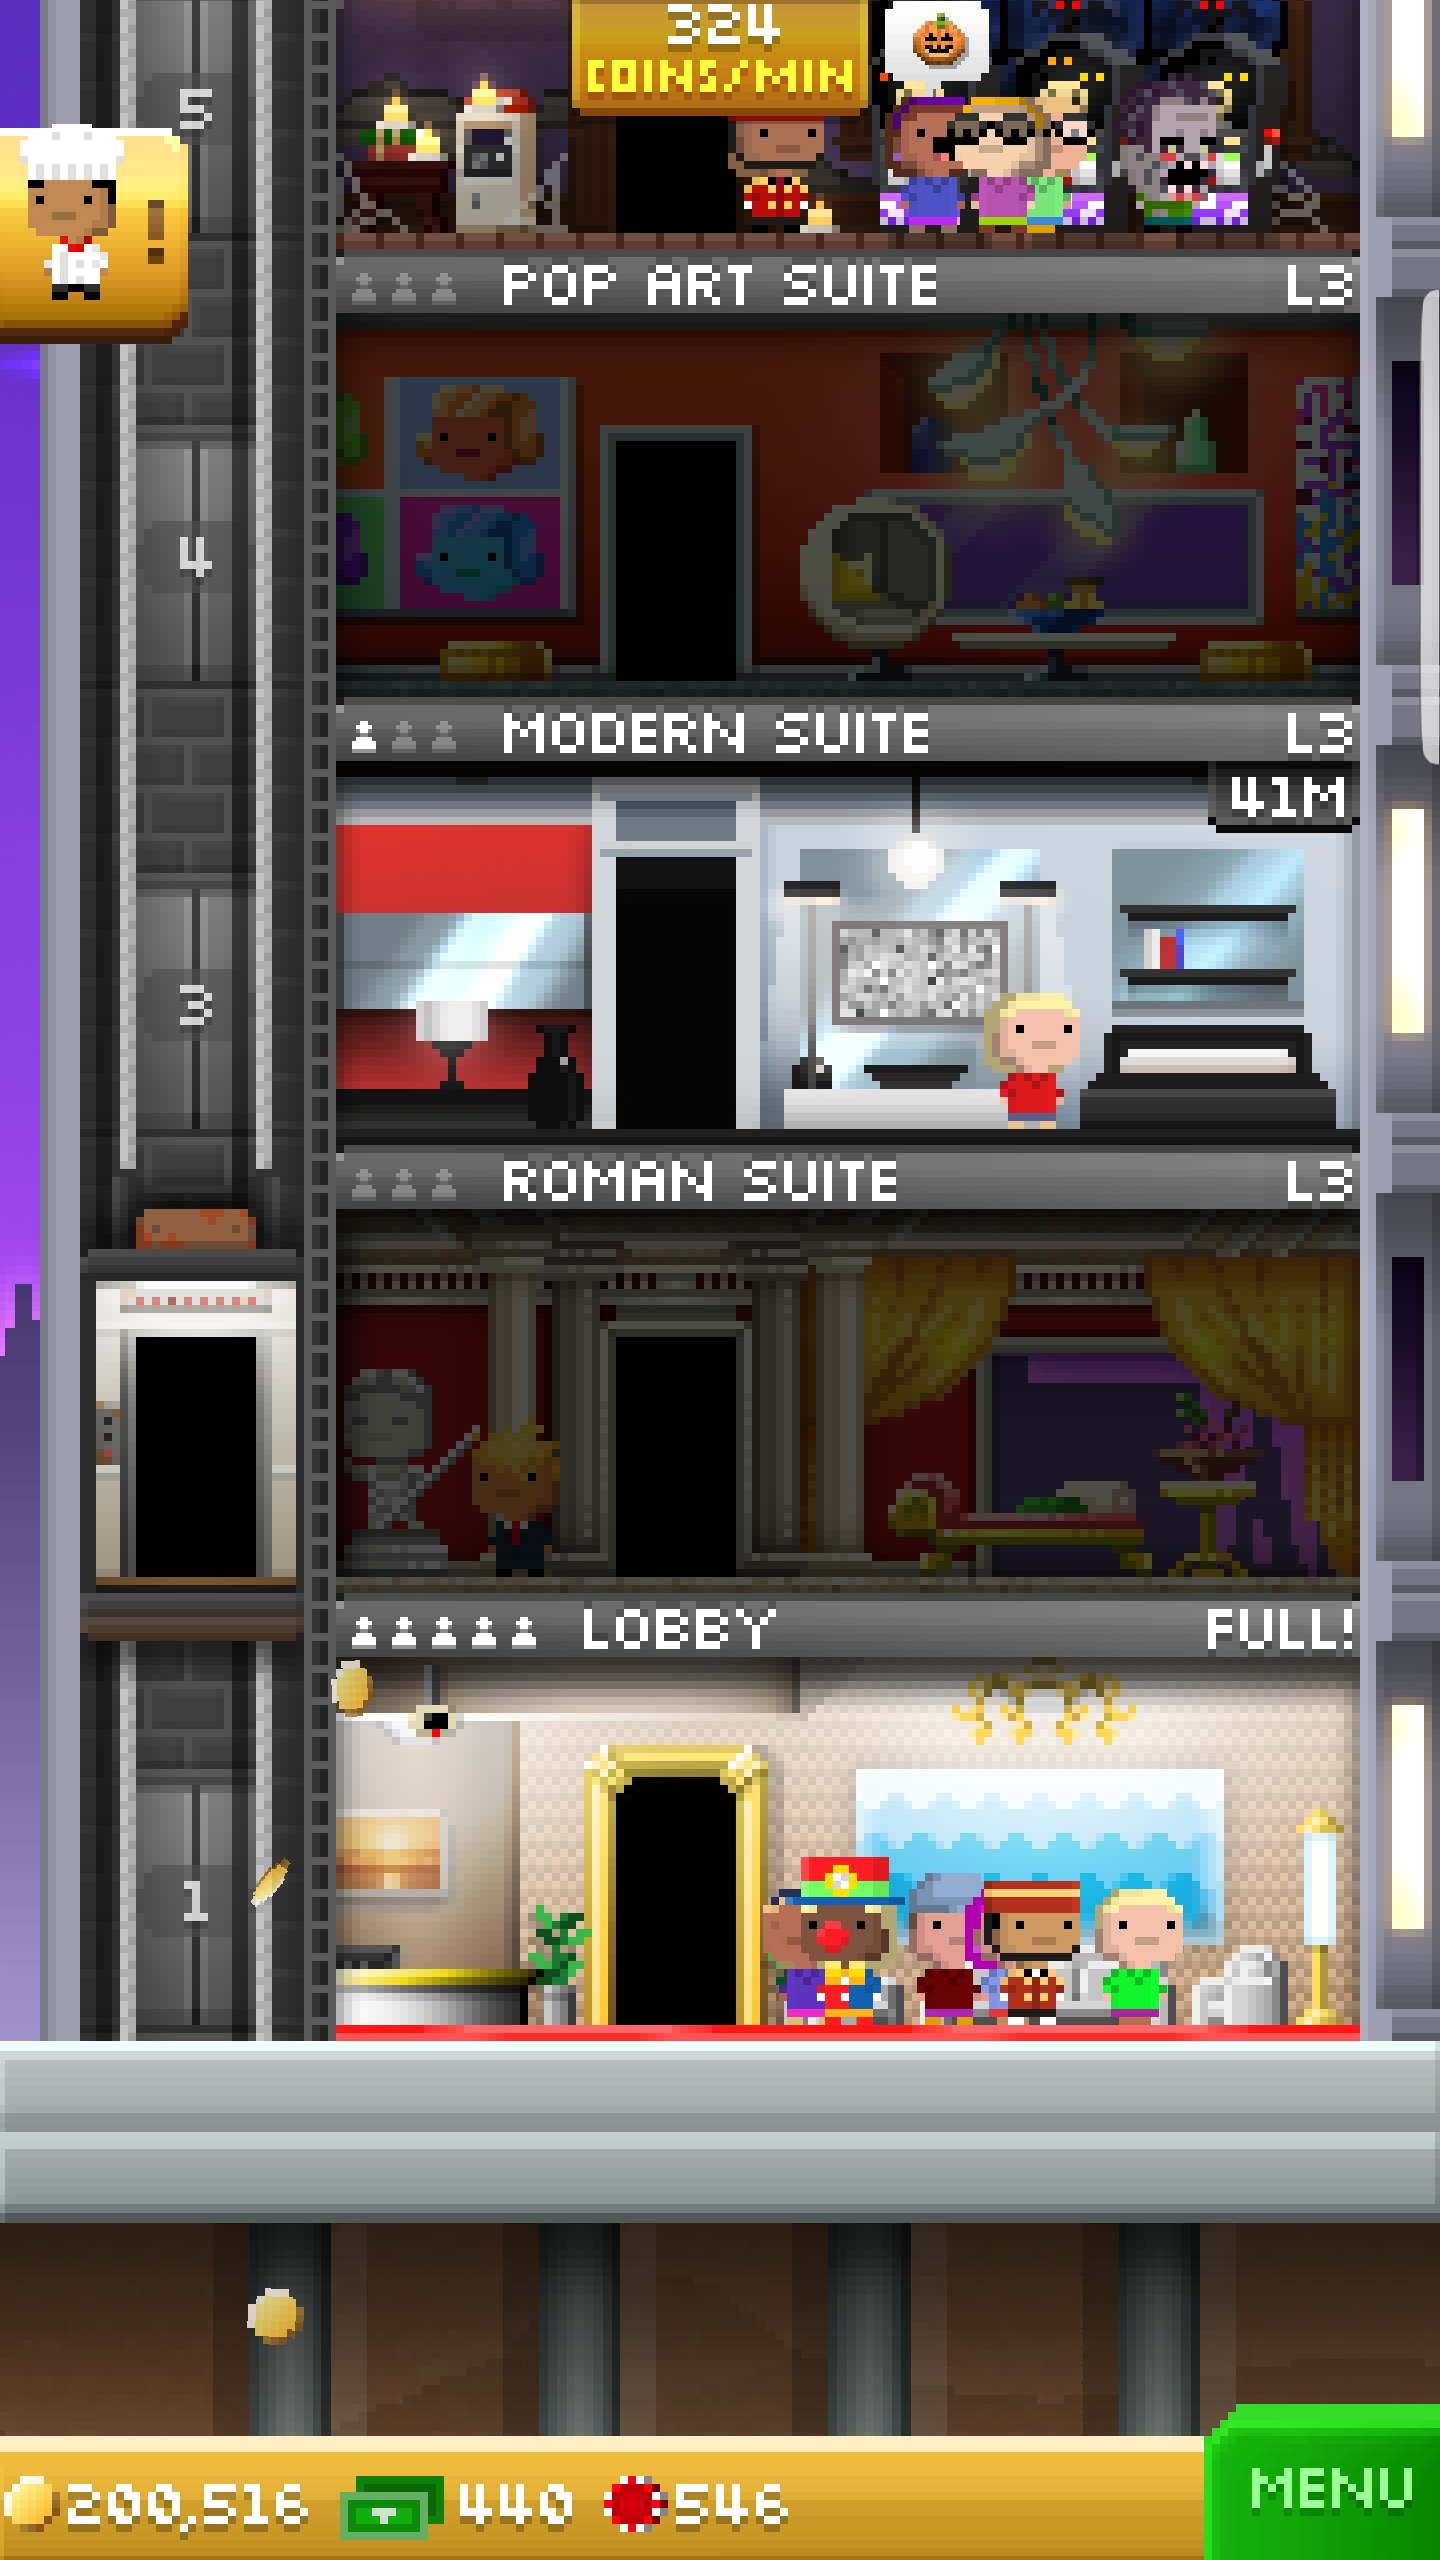 324
COINS/MIN
5
!
POP ART SUITE L3
4
MODERN SUITE L3
41M
3
ROMAN SUITE L3
LOBBY FULL!
1
200,516 440 546
MENU